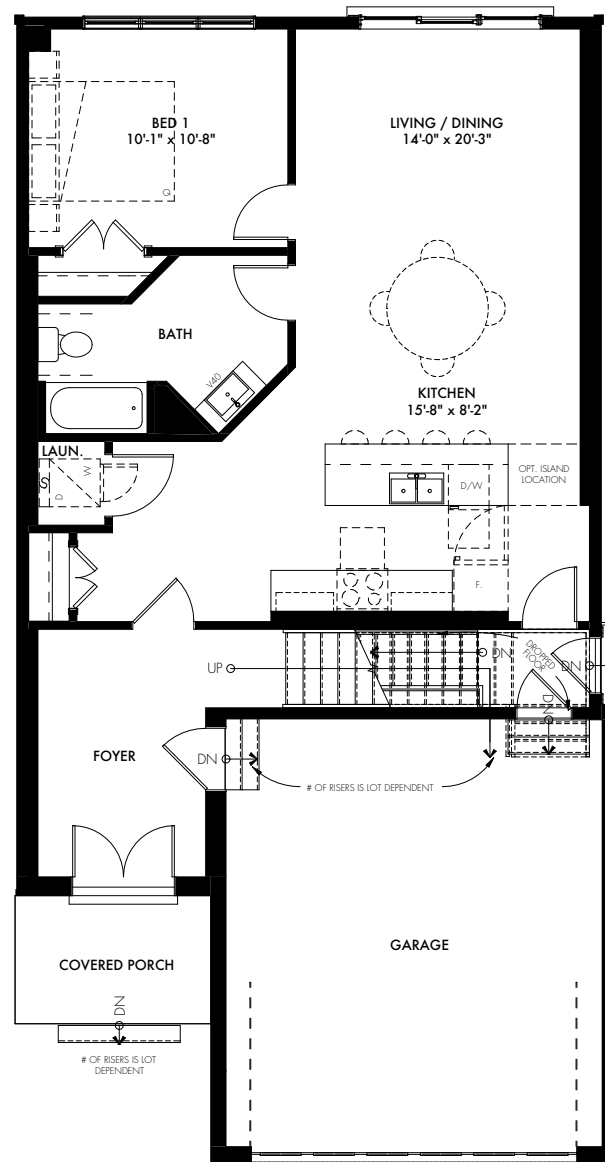 BED 1
10'-1" x 10'-8"
LIVING / DINING
14'-0" x 20'-3"
Q
BATH
V40
KITCHEN
15'-8" x 8'-2"
LAUN.
W
S
D
D/W
OPT. ISLAND
LOCATION
F.
UP
DN
DROPPED
FLOOR
DN
DN
FOYER
DN
# OF RISERS IS LOT DEPENDENT
GARAGE
COVERED PORCH
DN
# OF RISERS IS LOT
DEPENDENT